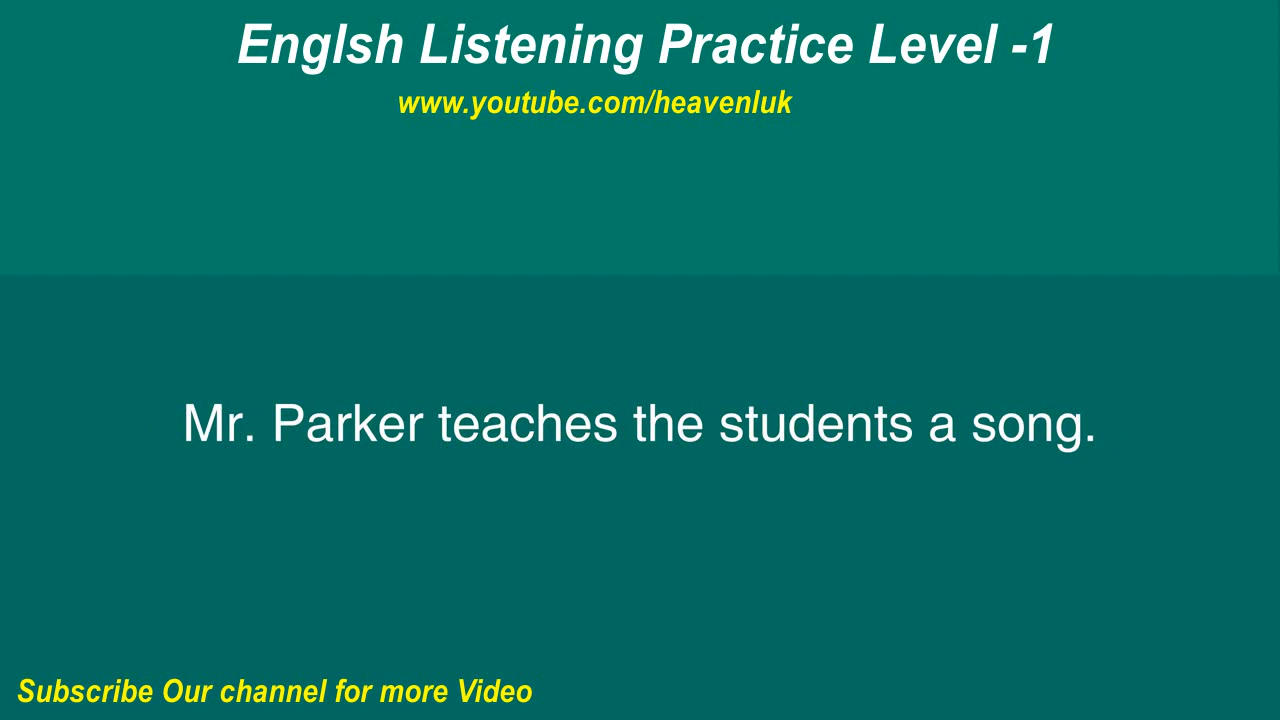 Englsh Listening Practice Level -1
www.youtube.com/heavenluk
Mr. Parker teaches the students a song.
Subscribe Our channel for more Video